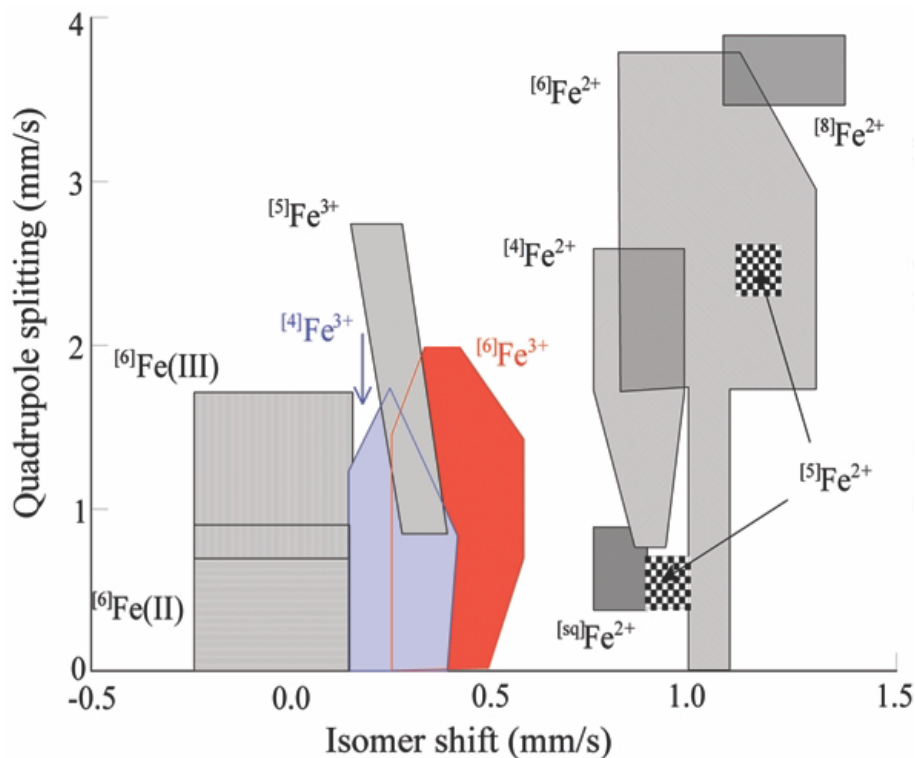 4
[6]Fe2+
[8]Fe2+
3
[5]Fe3+
[4]Fe2+
[4]Fe3+
2
[6]Fe3+
[6]Fe(III)
Quadrupole splitting (mm/s)
1
[5]Fe2+
[6]Fe(II)
[sq]Fe2+
0
-0.5 0.0 0.5 1.0 1.5
Isomer shift (mm/s)